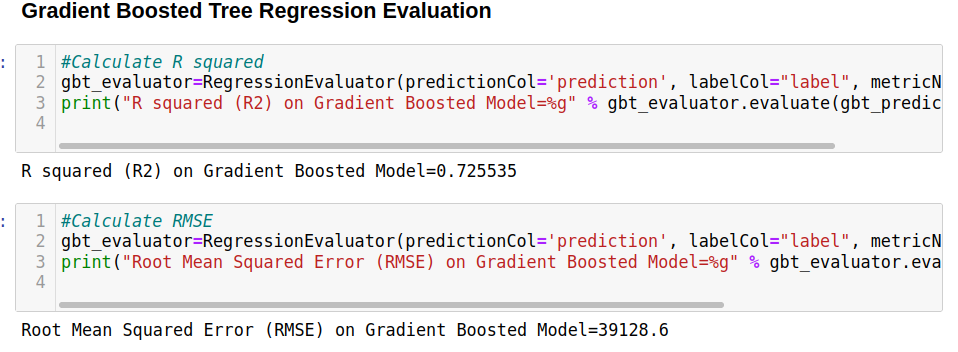 Gradient Boosted Tree Regression Evaluation
: 1 #Calculate R squared
2 gbt_evaluator=RegressionEvaluator(predictionCol='prediction', labelCol="label", metricN
3 print("R squared (R2) on Gradient Boosted Model=%g" % gbt_evaluator.evaluate(gbt_predic
4
R squared (R2) on Gradient Boosted Model=0.725535
: 1 #Calculate RMSE
2 gbt_evaluator=RegressionEvaluator(predictionCol='prediction', labelCol="label", metricN
3 print("Root Mean Squared Error (RMSE) on Gradient Boosted Model=%g" % gbt_evaluator.eva
4
Root Mean Squared Error (RMSE) on Gradient Boosted Model=39128.6